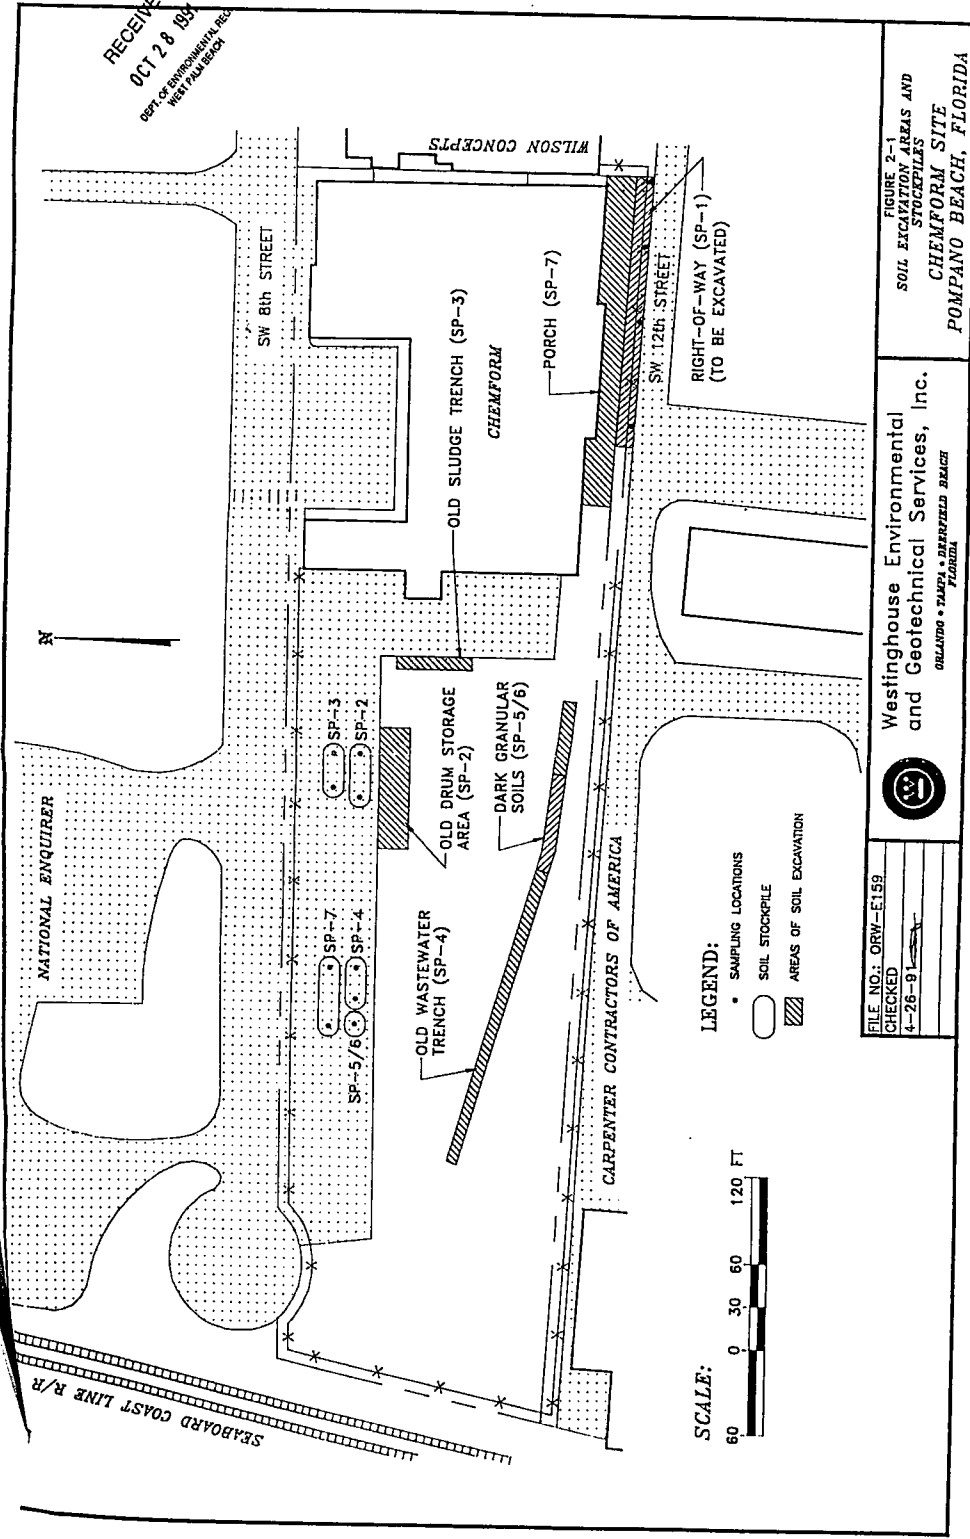 RECEIVE
OCT 28 1991
DEPT. OF ENVIRONMENTAL REG
WEST PALM BEACH
N
NATIONAL ENQUIRER
SEABOARD COAST LINE R/R
SW 8th STREET
WILSON CONCEPTS
SP-7
SP-4
SP-5/6
SP-3
SP-2
OLD SLUDGE TRENCH (SP-3)
CHEMFORM
PORCH (SP-7)
OLD DRUM STORAGE
AREA (SP-2)
OLD WASTEWATER
TRENCH (SP-4)
DARK GRANULAR
SOILS (SP-5/6)
SW 12th STREET
RIGHT-OF-WAY (SP-1)
(TO BE EXCAVATED)
CARPENTER CONTRACTORS OF AMERICA
LEGEND:
• SAMPLING LOCATIONS
SOIL STOCKPILE
AREAS OF SOIL EXCAVATION
SCALE:
60 0 30 60 120 FT
FILE NO.: ORW-E159
CHECKED
4-26-91
Westinghouse Environmental
and Geotechnical Services, Inc.
ORLANDO • TAMPA • DEERFIELD BEACH
FLORIDA
FIGURE 2-1
SOIL EXCAVATION AREAS AND
STOCKPILES
CHEMFORM SITE
POMPANO BEACH, FLORIDA